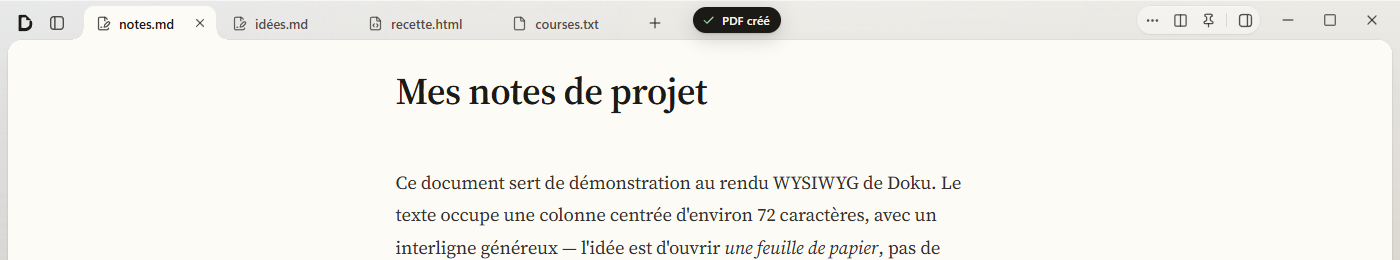 notes.md
idées.md
recette.html
courses.txt
PDF créé
Mes notes de projet
Ce document sert de démonstration au rendu WYSIWYG de Doku. Le
texte occupe une colonne centrée d'environ 72 caractères, avec un
interligne généreux — l'idée est d'ouvrir une feuille de papier, pas de